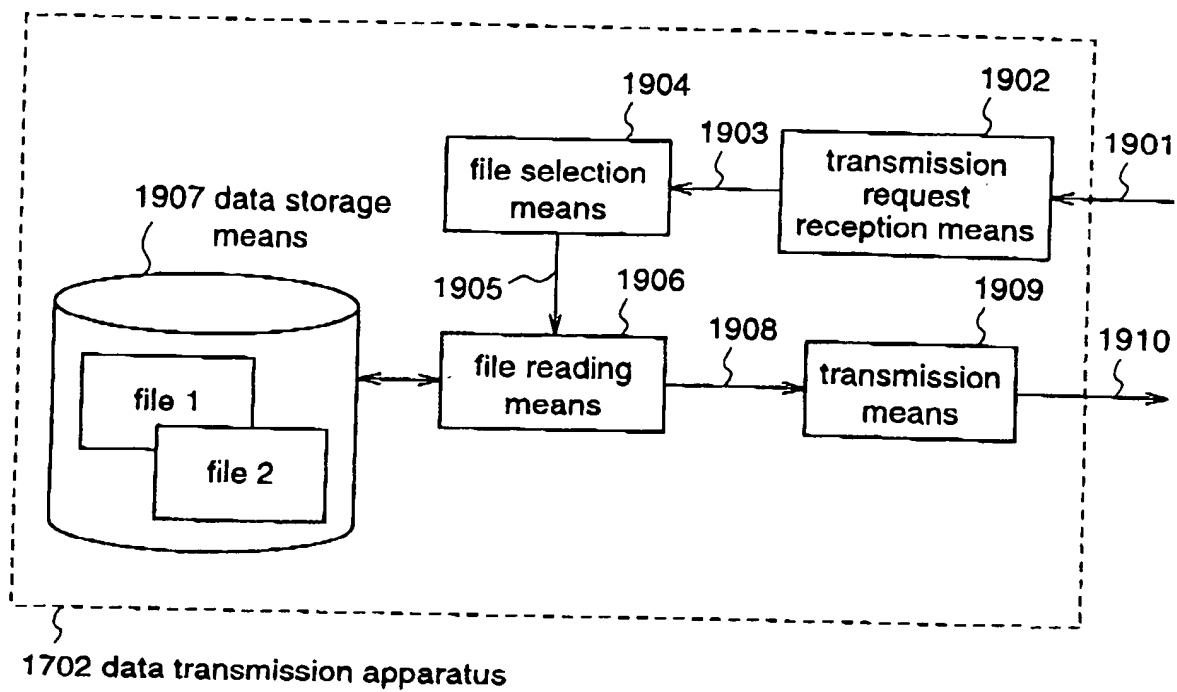 1904
1902
1903
1901
file selection
means
transmission
request
reception means
1907 data storage
means
1905
1906
1909
1908
1910
file reading
means
transmission
means
file 1
file 2
1702 data transmission apparatus